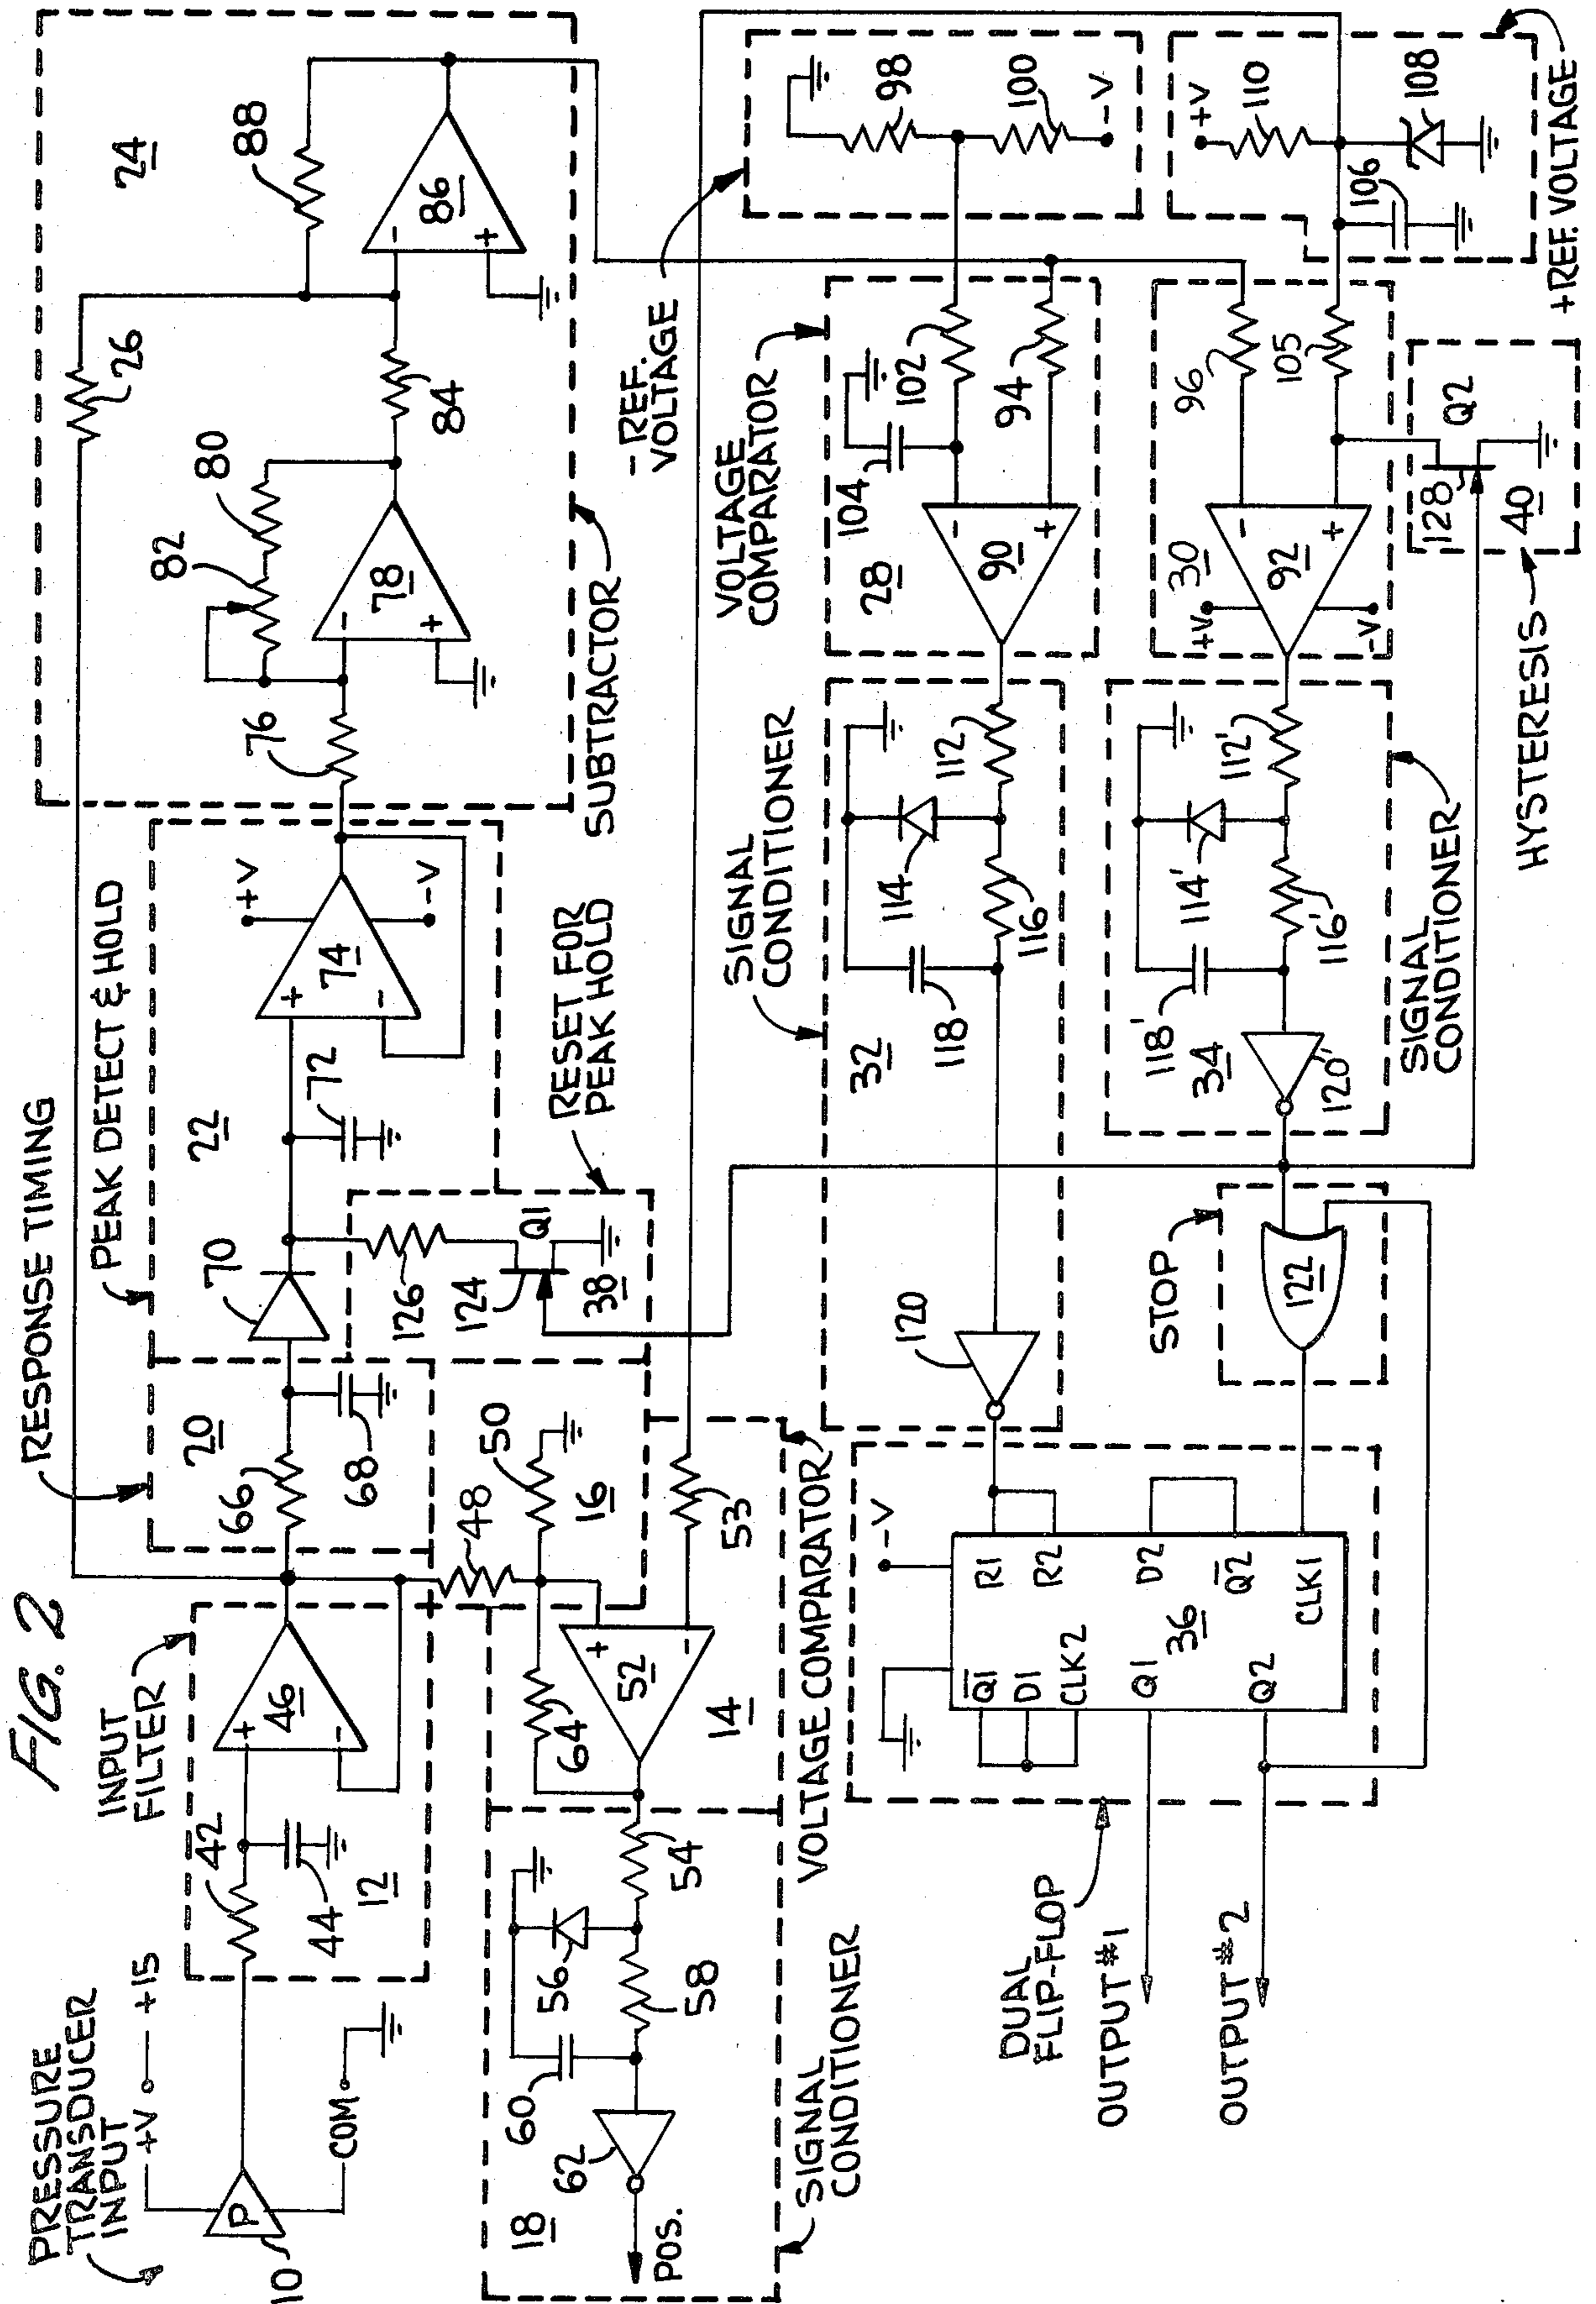 FIG. 2
PRESSURE
TRANSDUCER
INPUT
+V
+15
COM
P
10
INPUT
FILTER
42
44
12
+
-
46
RESPONSE TIMING
66
20
68
PEAK DETECT & HOLD
70
22
72
+
-
74
+V
-V
RESET FOR
PEAK HOLD
126
124
Q1
38
SUBTRACTOR
76
82
80
-
+
78
84
26
24
88
-
+
86
48
50
16
53
+
-
52
64
14
VOLTAGE COMPARATOR
54
56
58
60
62
18
POS.
SIGNAL
CONDITIONER
-REF.
VOLTAGE
98
100
-V
+V
110
108
106
+REF. VOLTAGE
VOLTAGE
COMPARATOR
102
104
94
28
-
+
90
96
105
30
-
+
92
+V
-V
Q2
128
40
HYSTERESIS
SIGNAL
CONDITIONER
112
114
116
118
32
120
112'
114'
116'
118'
34
120'
SIGNAL
CONDITIONER
STOP
122
-V
R1
R2
D2
Q2
CLK1
36
Q1
D1
CLK2
Q1
Q2
DUAL
FLIP-FLOP
OUTPUT #1
OUTPUT #2